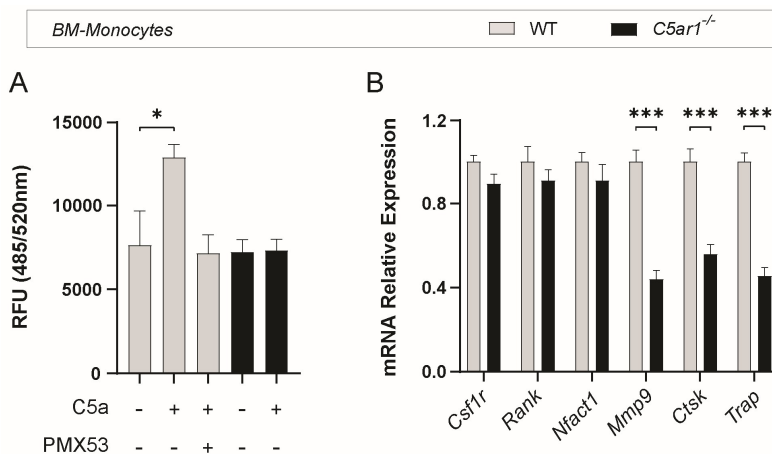 BM-Monocytes WT C5ar1-/-
A
*
15000
10000
5000
0
RFU (485/520nm)
C5a - + + - +
PMX53 - - + - -
B
*** *** ***
1.2
0.8
0.4
0.0
mRNA Relative Expression
Csf1r Rank Nfact1 Mmp9 Ctsk Trap